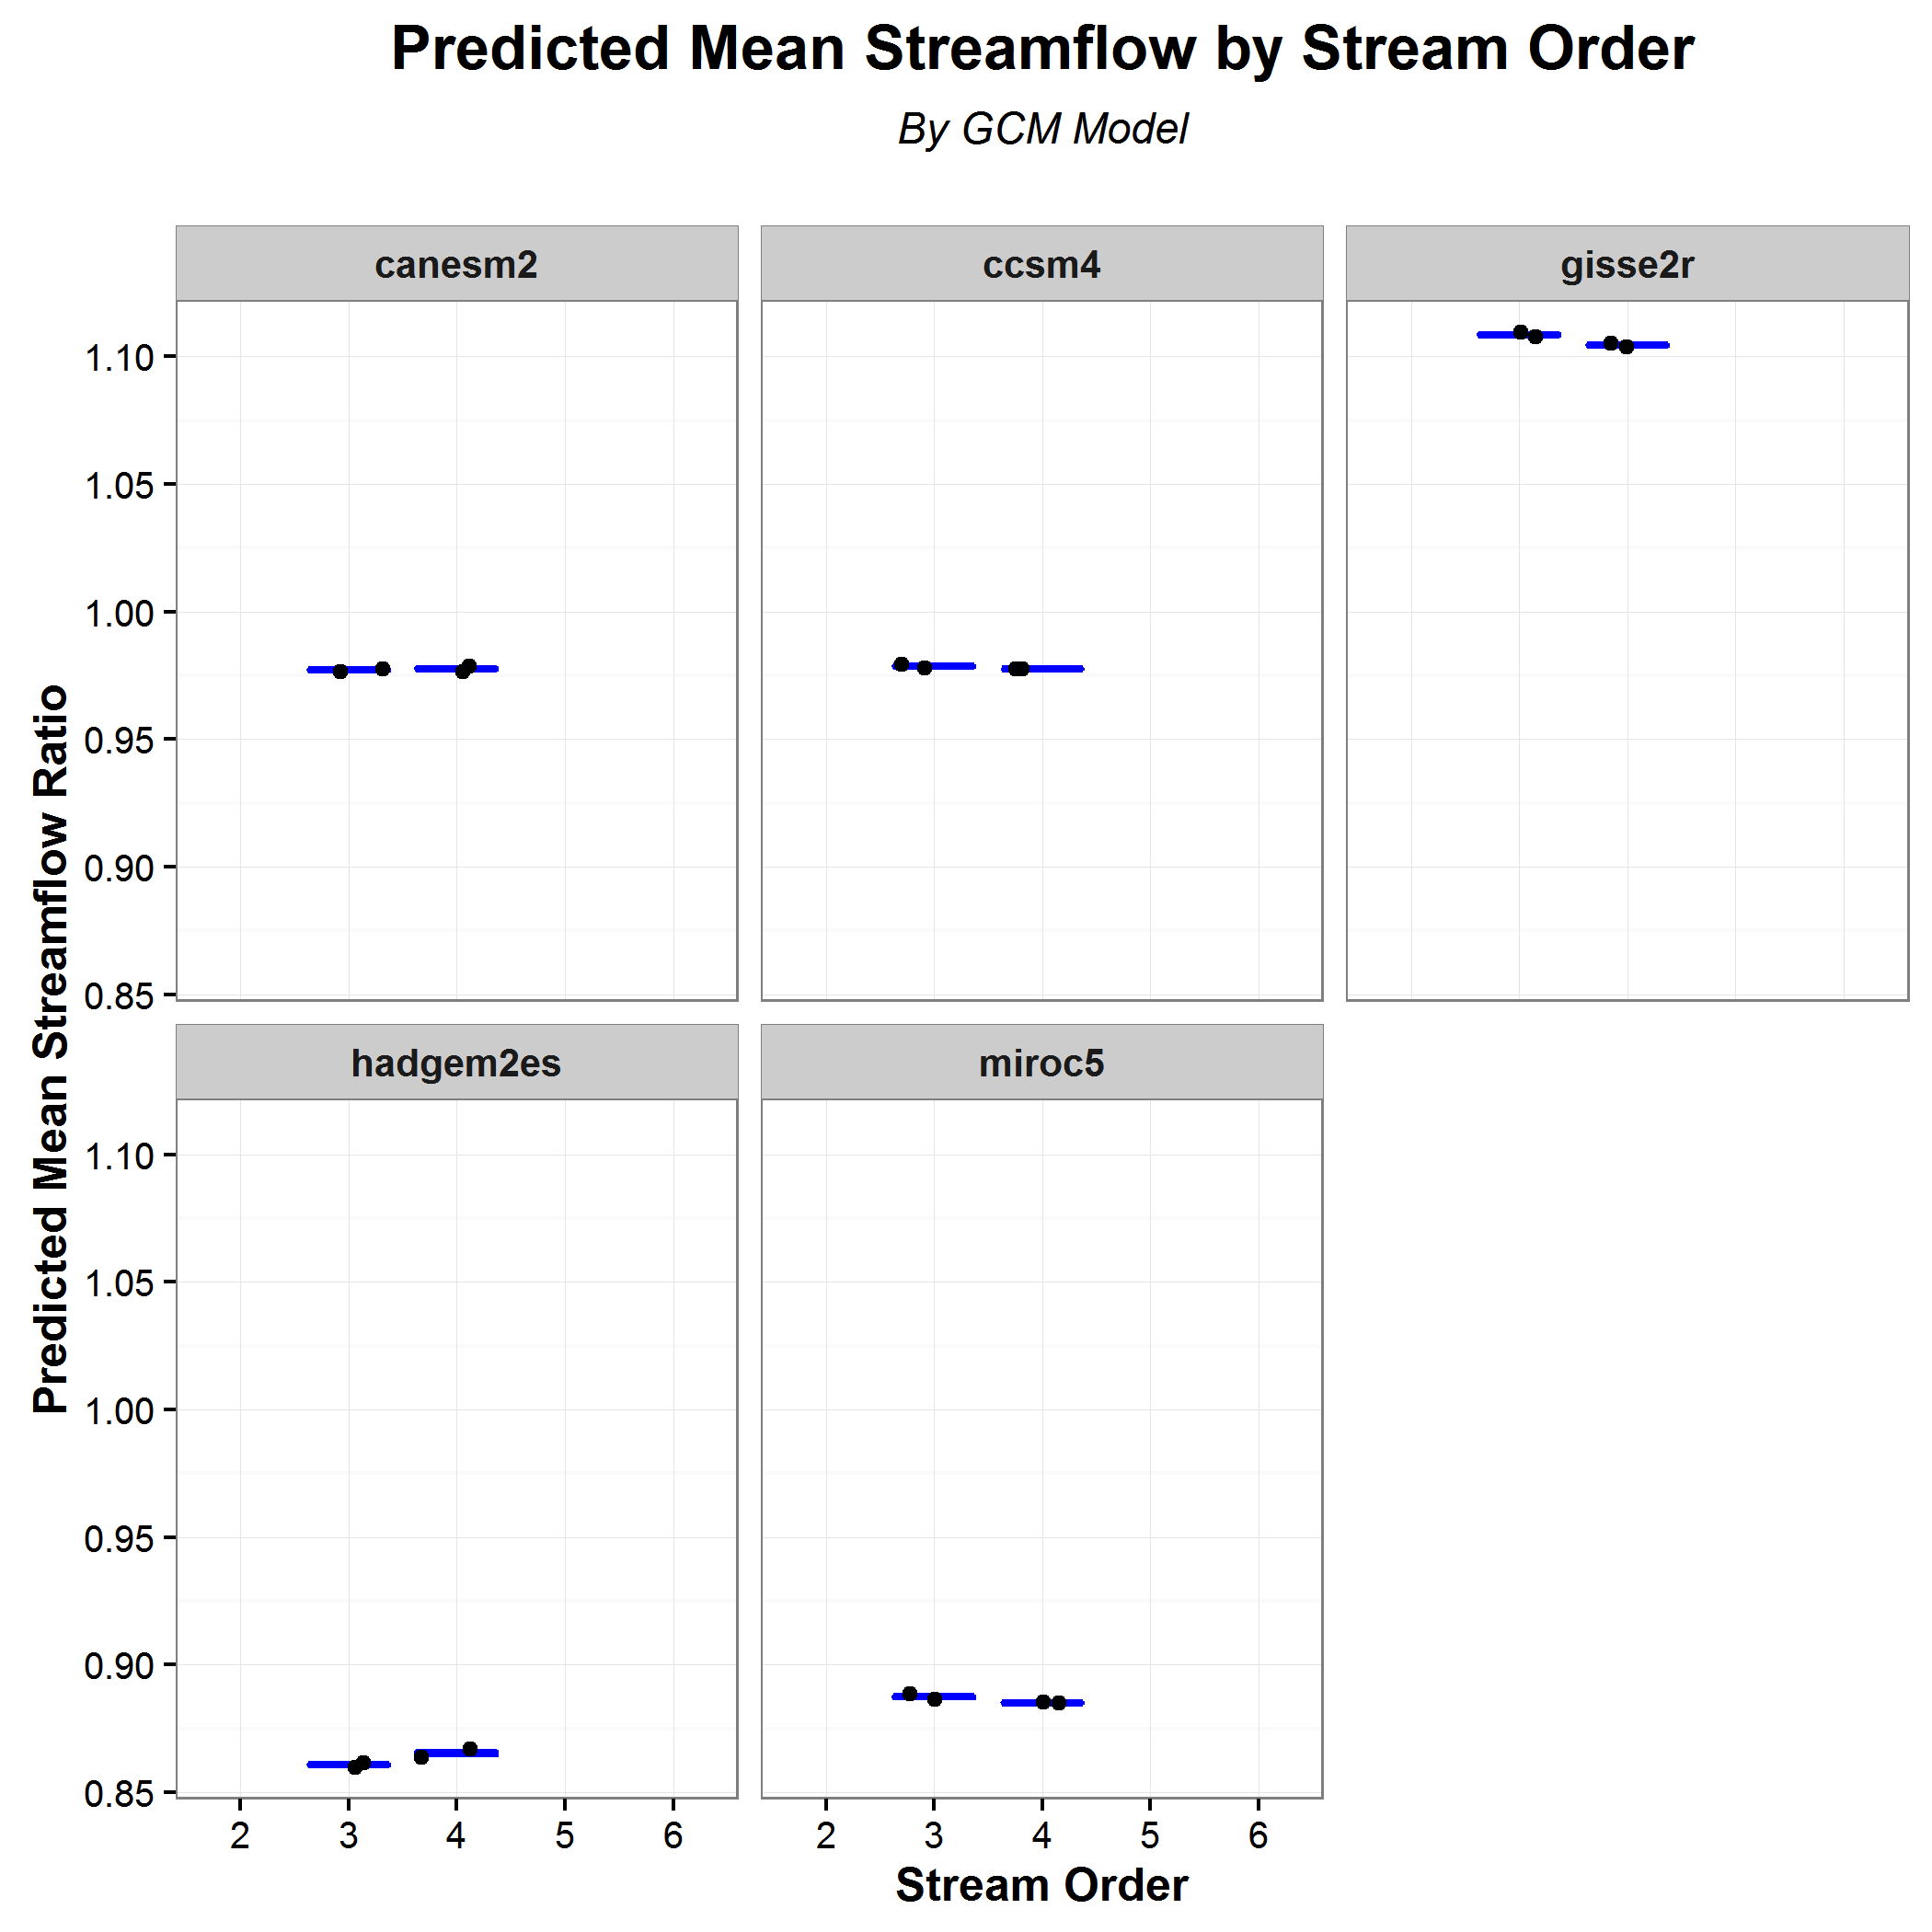 Predicted Mean Streamflow by Stream Order
By GCM Model
canesm2
ccsm4
gisse2r
1.10
1.05
1.00
0.95
0.90
0.85
Predicted Mean Streamflow Ratio
hadgem2es
miroc5
1.10
1.05
1.00
0.95
0.90
0.85
2 3 4 5 6
2 3 4 5 6
Stream Order